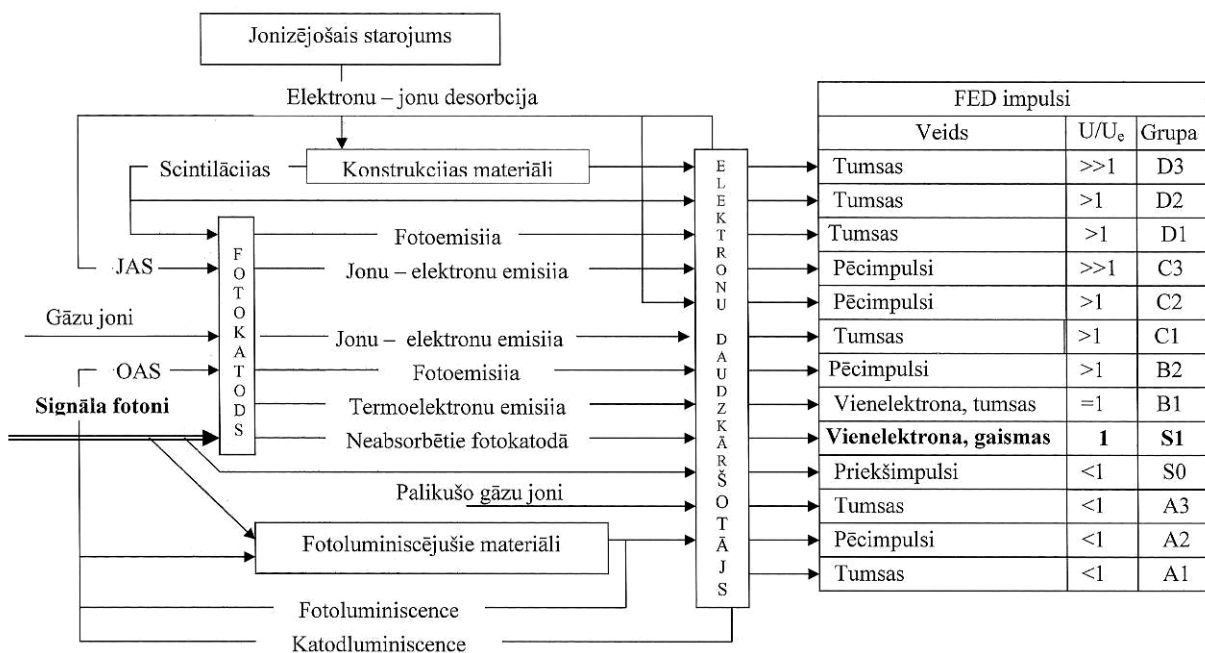 Jonizējošais starojums
Elektronu – jonu desorbcija
FED impulsi
Veids U/Ue Grupa
Scintilāciias Konstrukciias materiāli Tumsas >>1 D3
Tumsas >1 D2
Fotoemisiia Tumsas >1 D1
JAS Jonu – elektronu emisiia Pēcimpulsi >>1 C3
Pēcimpulsi >1 C2
Gāzu joni
Jonu – elektronu emisiia Tumsas >1 C1
OAS Fotoemisiia Pēcimpulsi >1 B2
Signāla fotoni Termoelektronu emisiia Vienelektrona, tumsas =1 B1
Neabsorbētie fotokatodā Vienelektrona, gaismas 1 S1
Priekšimpulsi <1 S0
Palikušo gāzu joni Tumsas <1 A3
Fotoluminiscējušie materiāli Pēcimpulsi <1 A2
Tumsas <1 A1
Fotoluminiscence
Katodluminiscence
FOTOKATODS
ELEKTRONU DAUDZKĀRŠOTĀJS